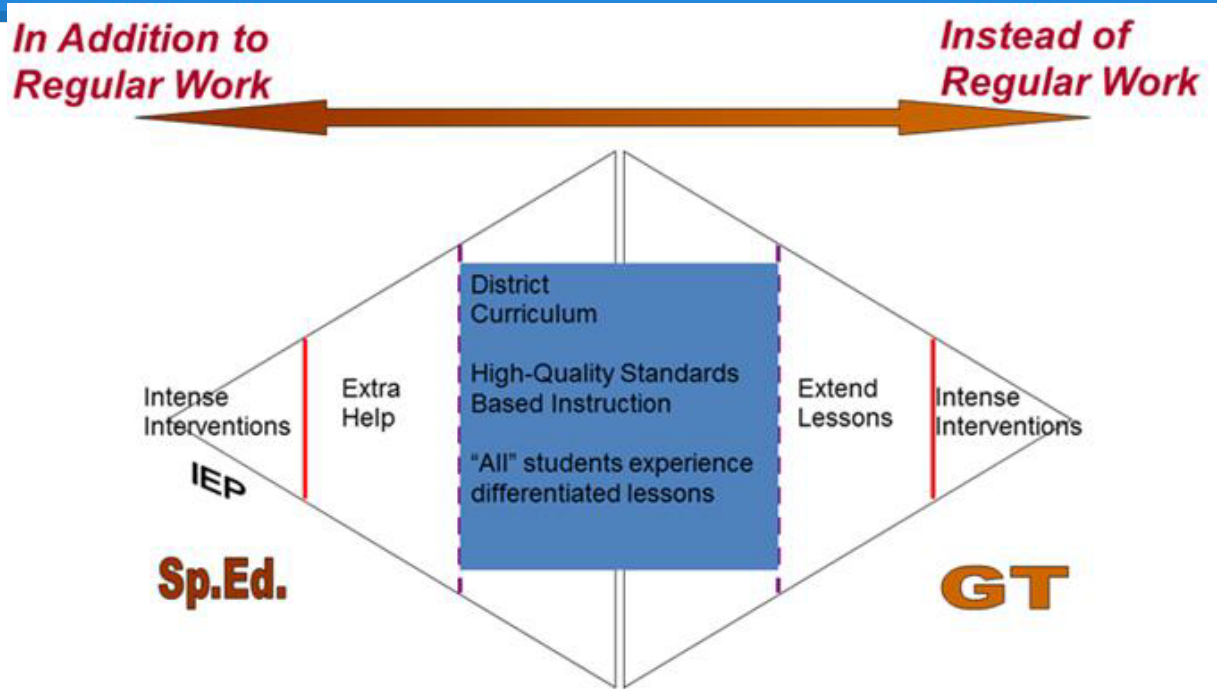 In Addition to
Regular Work
Instead of
Regular Work
District
Curriculum
High-Quality Standards
Based Instruction
"All" students experience
differentiated lessons
Intense
Interventions
Extra
Help
Extend
Lessons
Intense
Interventions
IEP
Sp.Ed.
GT